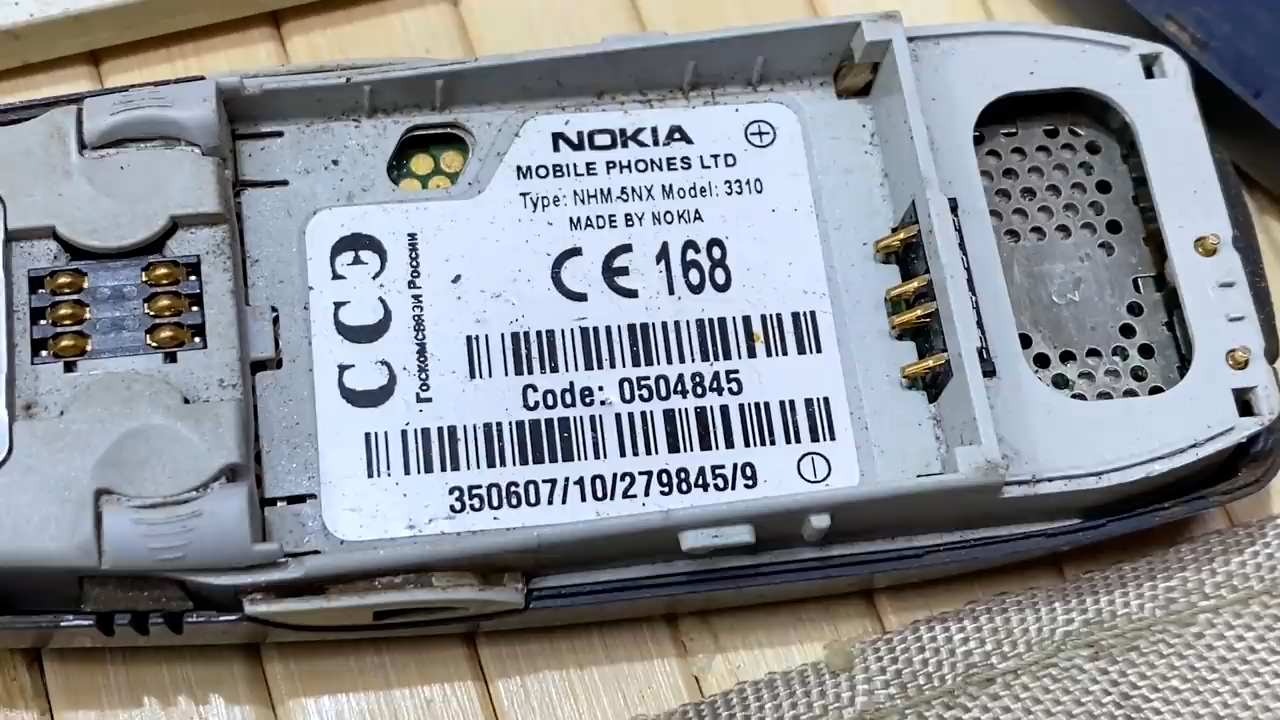 NOKIA
MOBILE PHONES LTD
Type: NHM-5NX Model: 3310
MADE BY NOKIA
CE 168
ССЭ
Госкомсвязи России
Code: 0504845
350607/10/279845/9